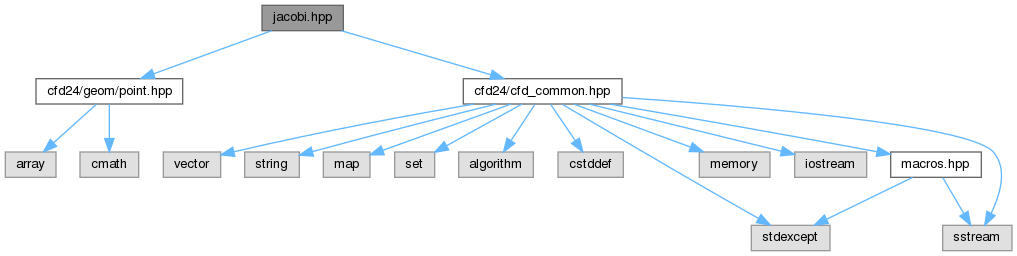 jacobi.hpp
cfd24/geom/point.hpp
cfd24/cfd_common.hpp
array
cmath
vector
string
map
set
algorithm
cstddef
memory
iostream
macros.hpp
stdexcept
sstream